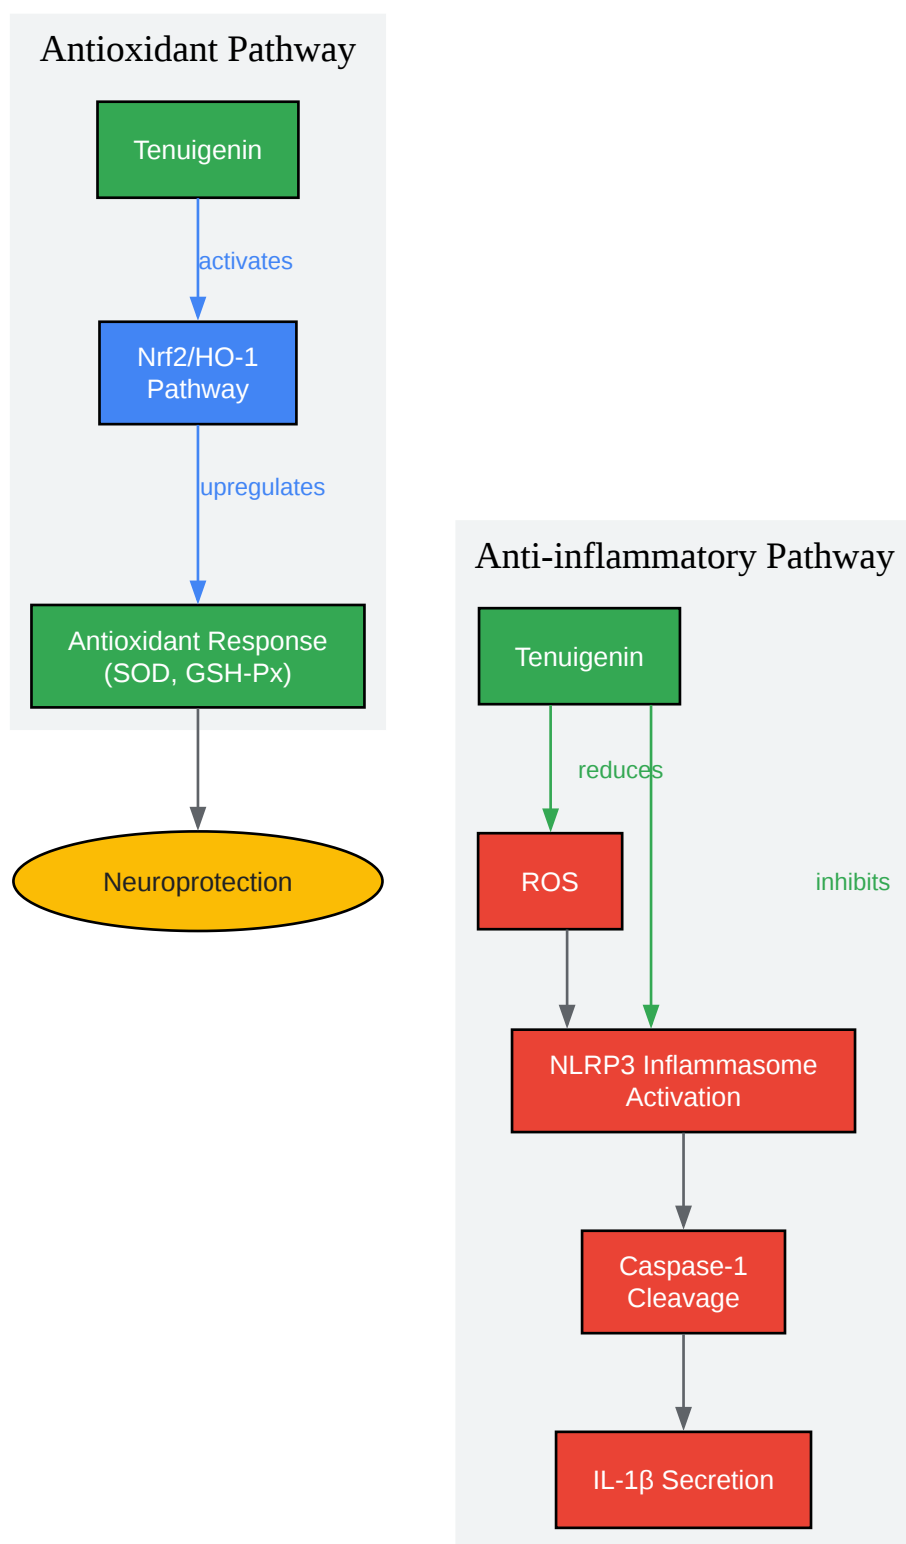 Antioxidant Pathway
Tenuigenin
activates
Nrf2/HO-1
Pathway
upregulates
Antioxidant Response
(SOD, GSH-Px)
Neuroprotection
Anti-inflammatory Pathway
Tenuigenin
reduces
ROS
inhibits
NLRP3 Inflammasome
Activation
Caspase-1
Cleavage
IL-1β Secretion